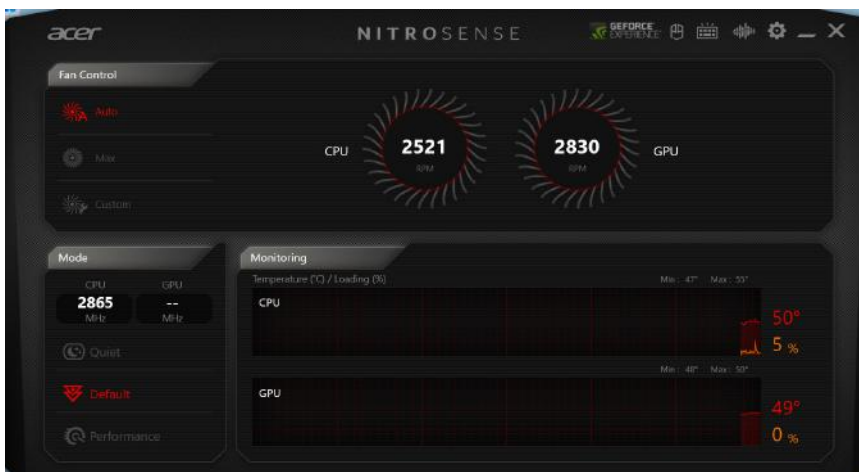 acer NITROSENSE GEFORCE EXPERIENCE
Fan Control
Auto
Max
Custom
CPU 2521 RPM
2830 RPM GPU
Mode
CPU GPU
2865 --
MHz MHz
Quiet
Default
Performance
Monitoring
Temperature (°C) / Loading (%) Min : 47° Max : 55°
CPU
50°
5 %
Min : 48° Max : 50°
GPU
49°
0 %